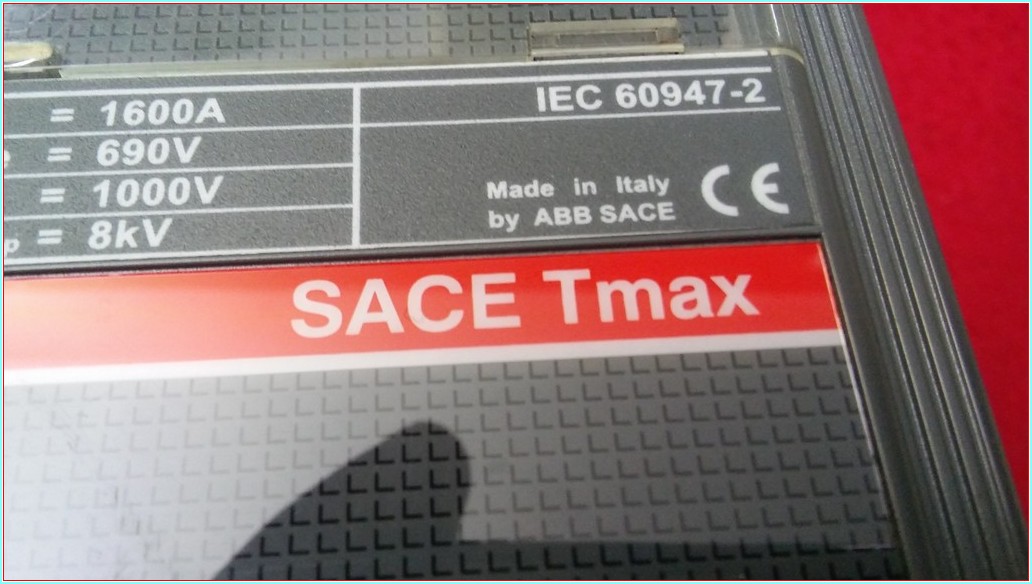 = 1600A
IEC 60947-2
e = 690V
= 1000V
Made in Italy
by ABB SACE
CE
p = 8kV
SACE Tmax